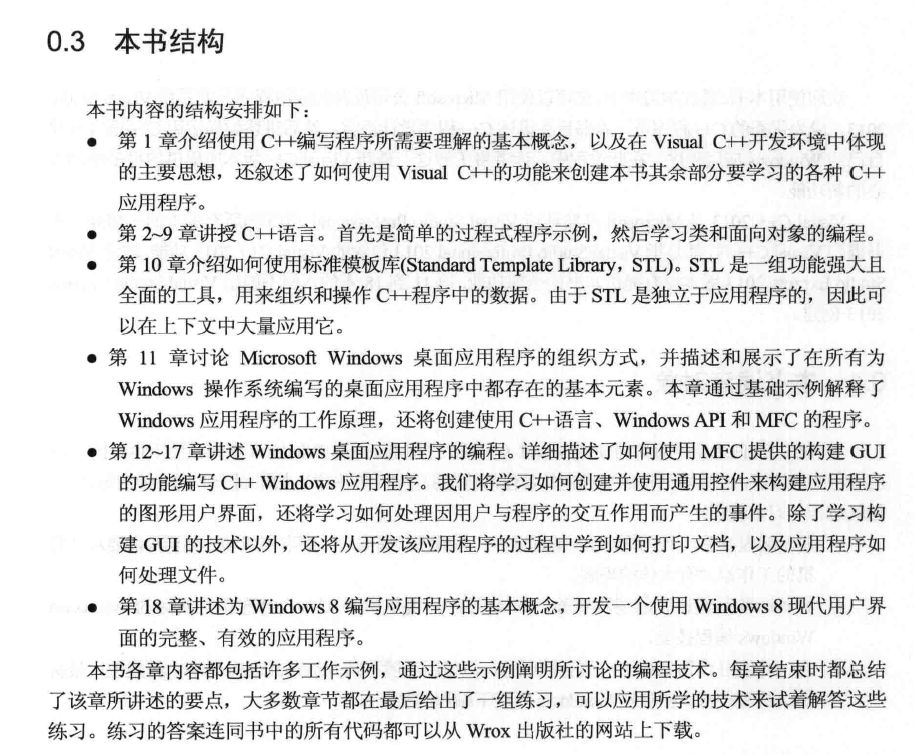 0.3 本书结构
本书内容的结构安排如下：
● 第 1 章介绍使用 C++编写程序所需要理解的基本概念，以及在 Visual C++开发环境中体现
的主要思想，还叙述了如何使用 Visual C++的功能来创建本书其余部分要学习的各种 C++
应用程序。
● 第 2~9 章讲授 C++语言。首先是简单的过程式程序示例，然后学习类和面向对象的编程。
● 第 10 章介绍如何使用标准模板库(Standard Template Library，STL)。STL 是一组功能强大且
全面的工具，用来组织和操作 C++程序中的数据。由于 STL 是独立于应用程序的，因此可
以在上下文中大量应用它。
● 第 11 章讨论 Microsoft Windows 桌面应用程序的组织方式，并描述和展示了在所有为
Windows 操作系统编写的桌面应用程序中都存在的基本元素。本章通过基础示例解释了
Windows 应用程序的工作原理，还将创建使用 C++语言、Windows API 和 MFC 的程序。
● 第 12~17 章讲述 Windows 桌面应用程序的编程。详细描述了如何使用 MFC 提供的构建 GUI
的功能编写 C++ Windows 应用程序。我们将学习如何创建并使用通用控件来构建应用程序
的图形用户界面，还将学习如何处理因用户与程序的交互作用而产生的事件。除了学习构
建 GUI 的技术以外，还将从开发该应用程序的过程中学到如何打印文档，以及应用程序如
何处理文件。
● 第 18 章讲述为 Windows 8 编写应用程序的基本概念，开发一个使用 Windows 8 现代用户界
面的完整、有效的应用程序。
本书各章内容都包括许多工作示例，通过这些示例阐明所讨论的编程技术。每章结束时都总结
了该章所讲述的要点，大多数章节都在最后给出了一组练习，可以应用所学的技术来试着解答这些
练习。练习的答案连同书中的所有代码都可以从 Wrox 出版社的网站上下载。